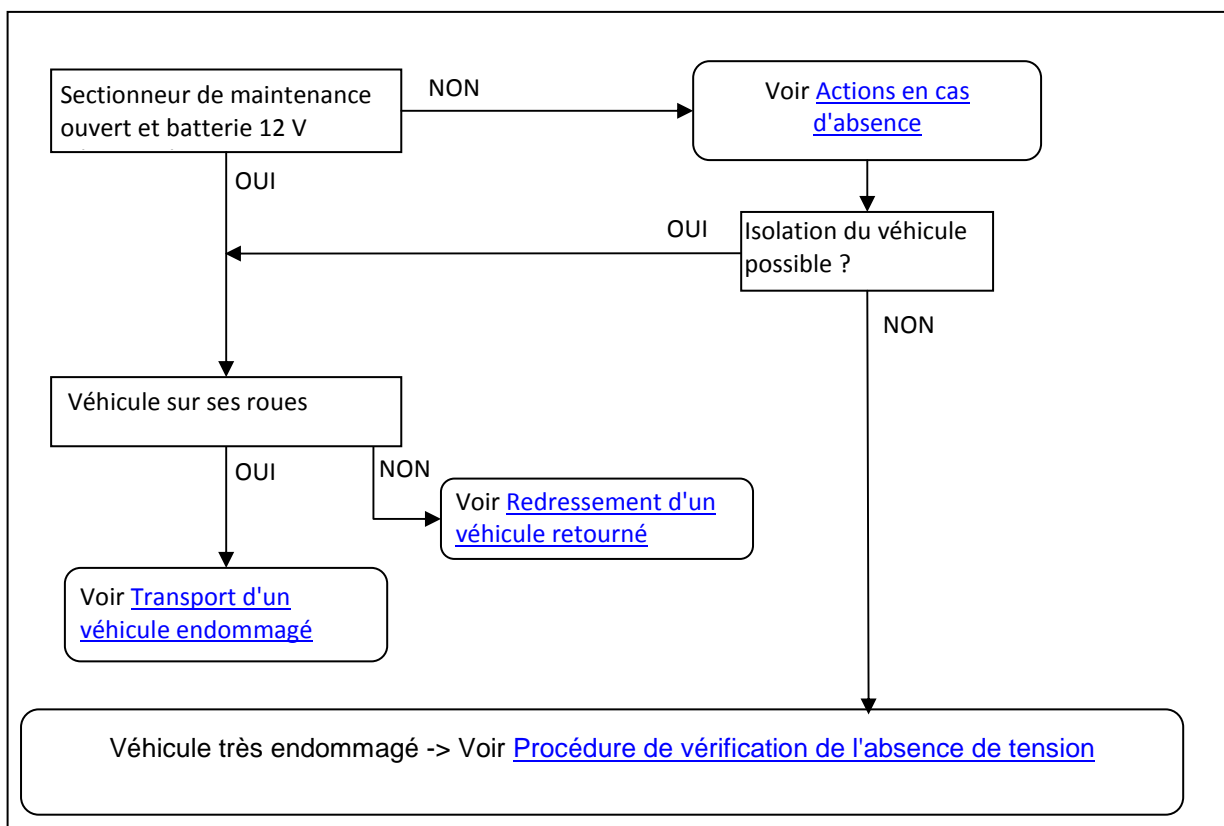 Sectionneur de maintenance
ouvert et batterie 12 V
NON
Voir Actions en cas
d'absence
OUI
OUI
Isolation du véhicule
possible ?
NON
Véhicule sur ses roues
OUI
NON
Voir Redressement d'un
véhicule retourné
Voir Transport d'un
véhicule endommagé
Véhicule très endommagé -> Voir Procédure de vérification de l'absence de tension